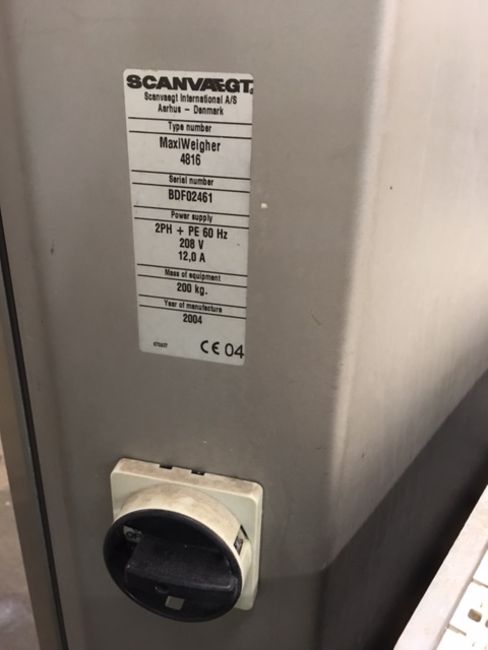 SCANVAEGT
Scanvaegt International A/S
Aarhus - Denmark
Type number
MaxiWeigher
4816
Serial number
BDF02461
Power supply
2PH + PE 60 Hz
208 V
12,0 A
Mass of equipment
200 kg.
Year of manufacture
2004
CE 04